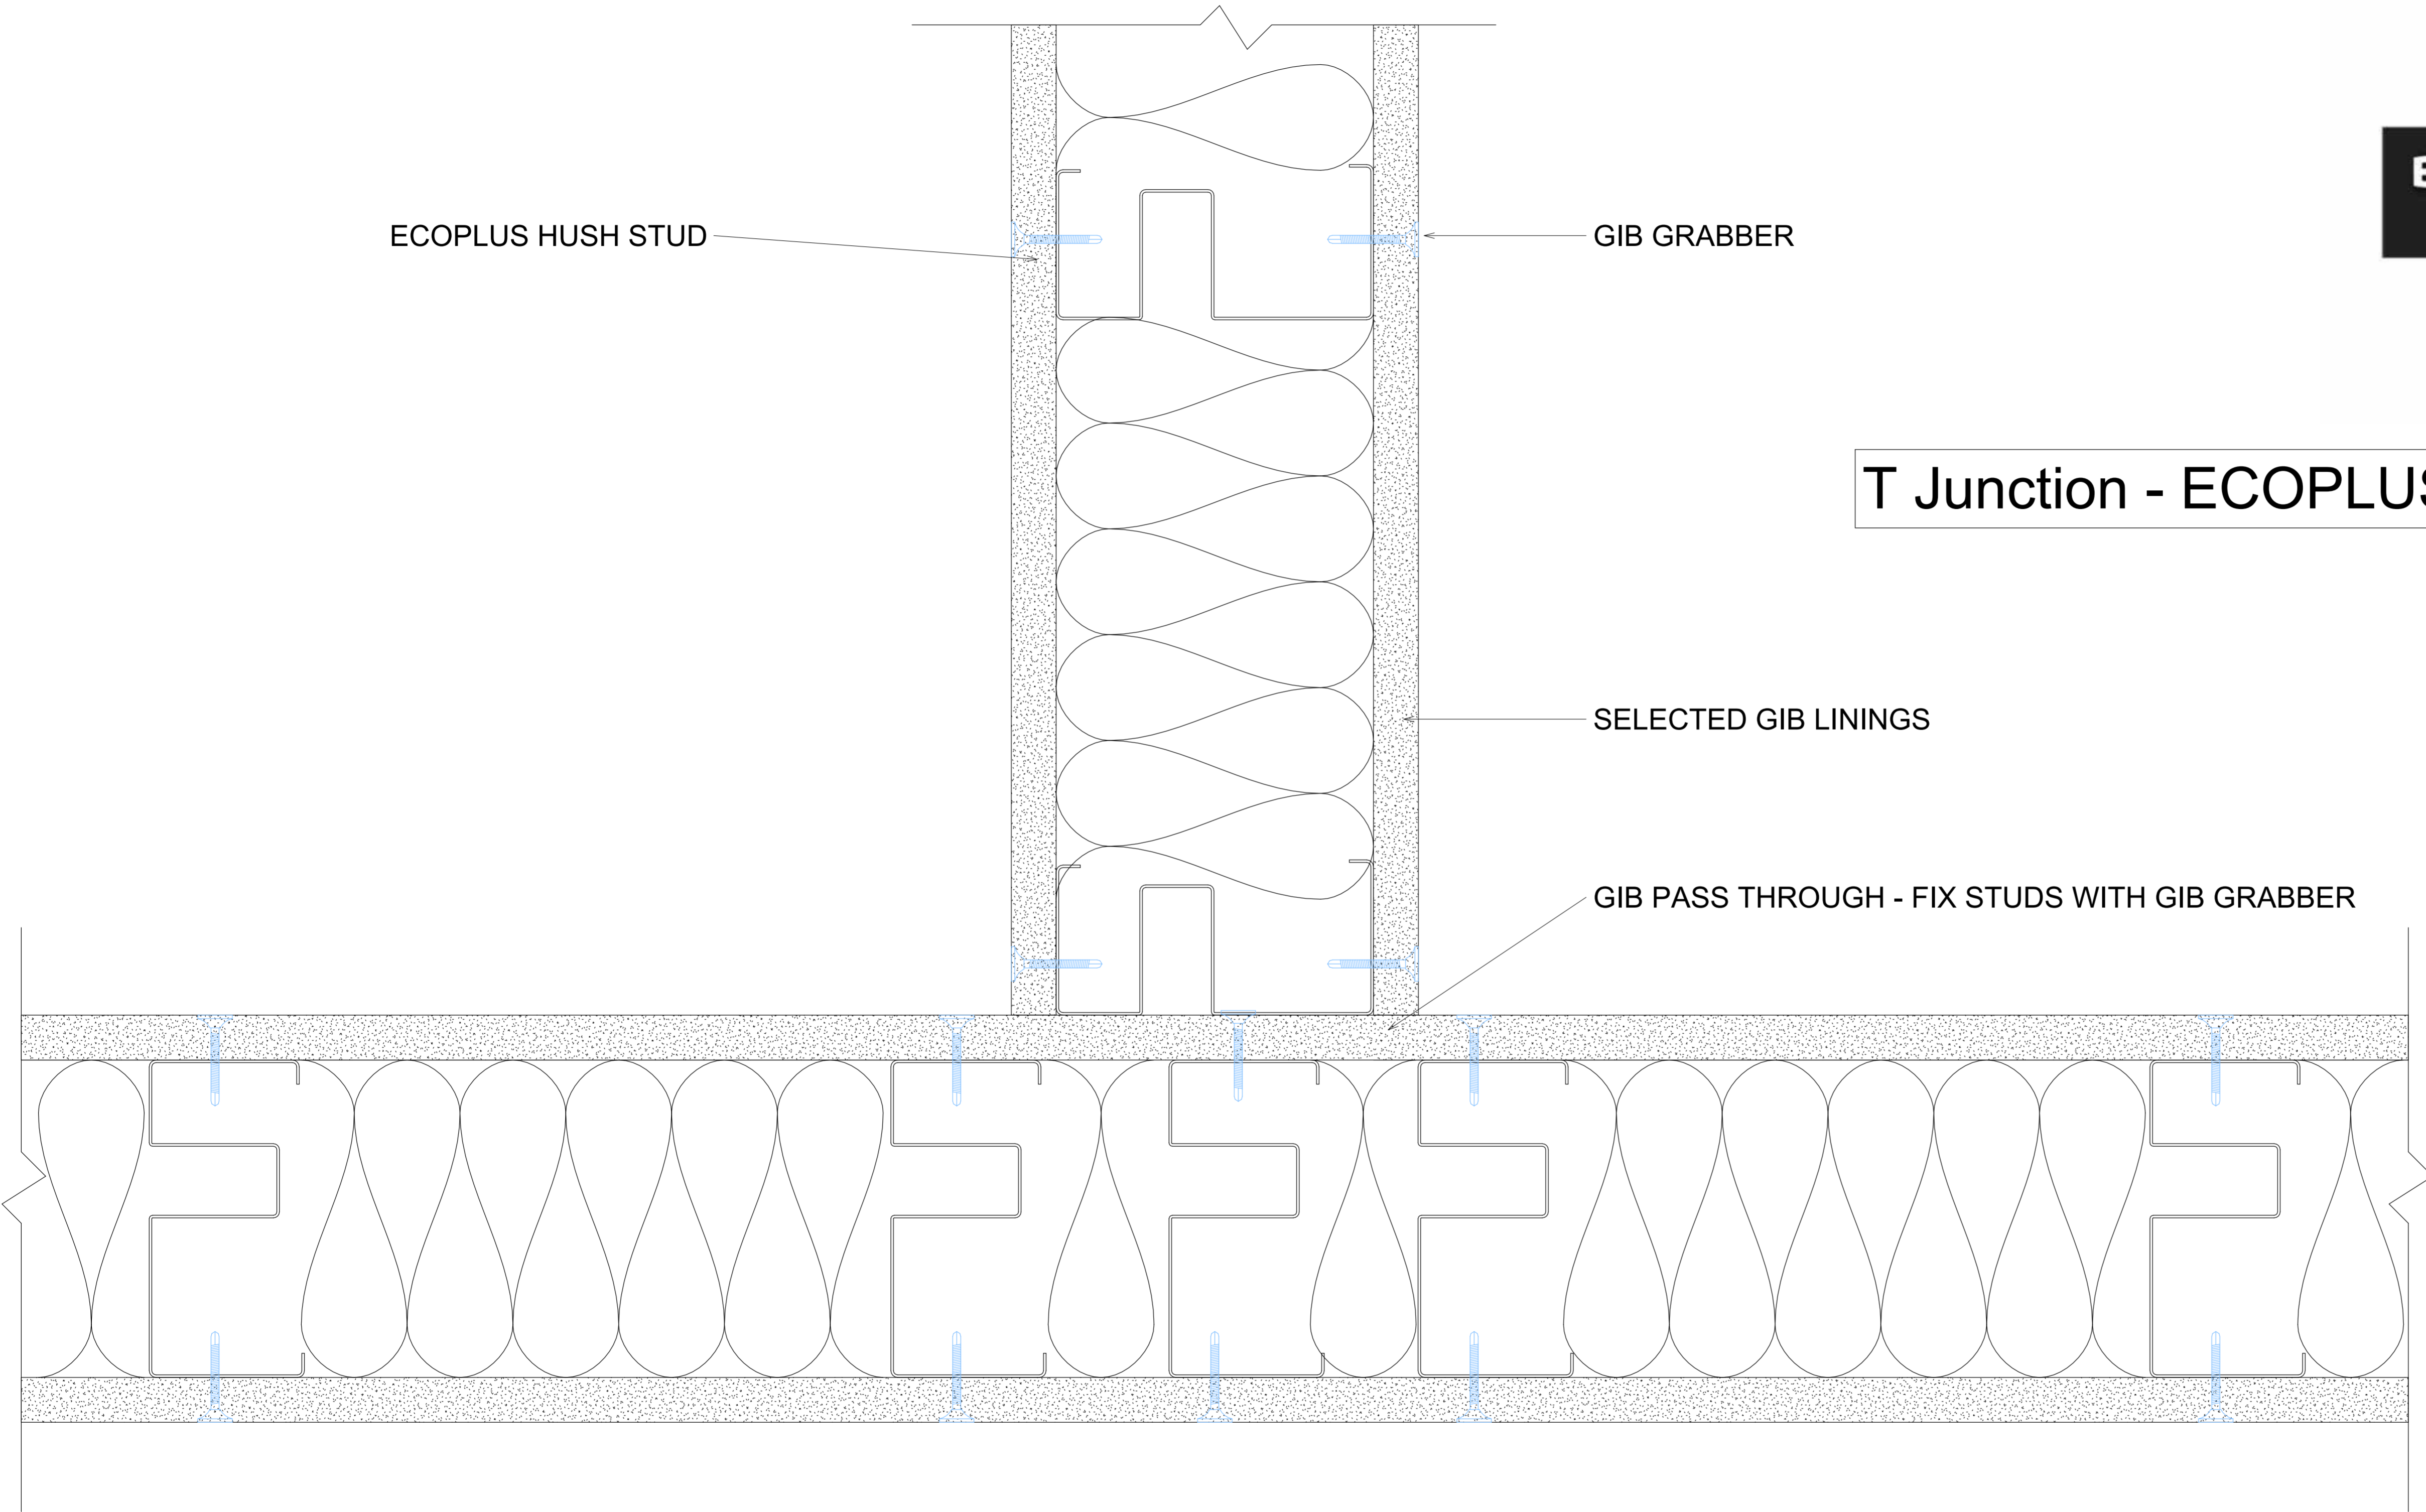 ECOPLUS HUSH STUD
GIB GRABBER
T Junction - ECOPLUS
SELECTED GIB LININGS
GIB PASS THROUGH - FIX STUDS WITH GIB GRABBER